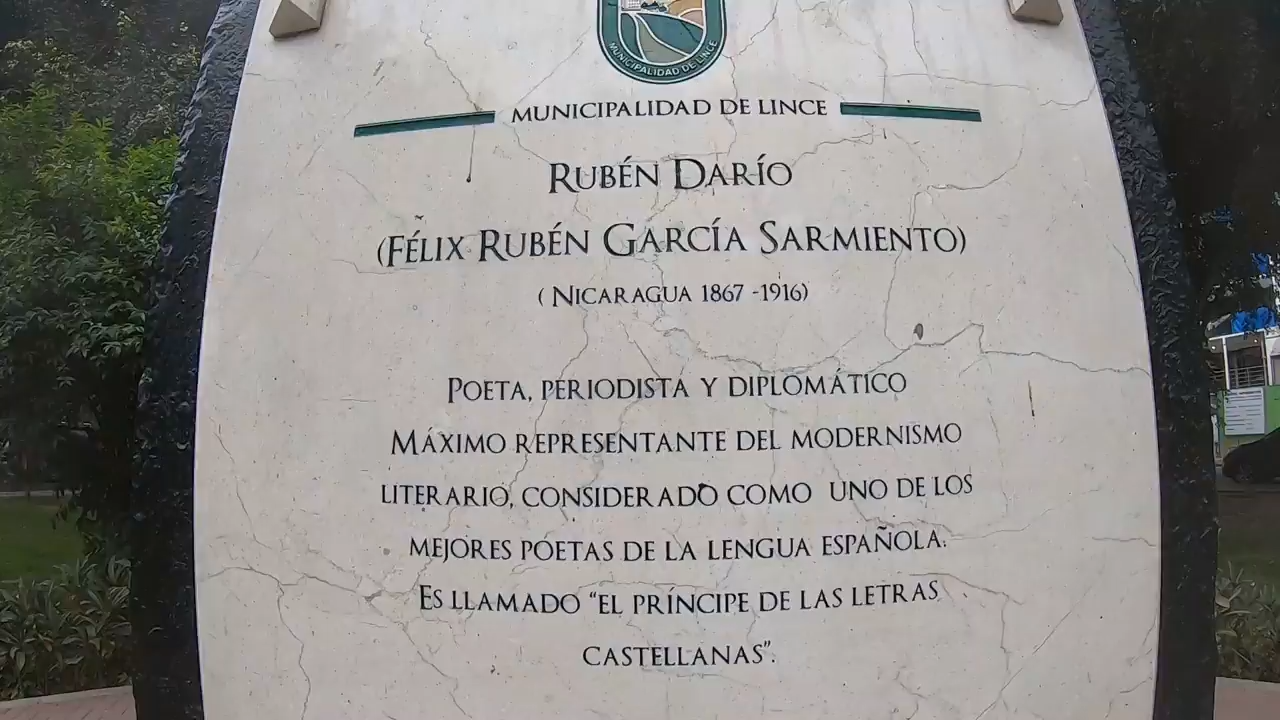 MUNICIPALIDAD DE LINCE
MUNICIPALIDAD DE LINCE
RUBÉN DARÍO
(FÉLIX RUBÉN GARCÍA SARMIENTO)
( NICARAGUA 1867 -1916)
POETA, PERIODISTA Y DIPLOMÁTICO
MÁXIMO REPRESENTANTE DEL MODERNISMO
LITERARIO, CONSIDERADO COMO UNO DE LOS
MEJORES POETAS DE LA LENGUA ESPAÑOLA.
ES LLAMADO “EL PRÍNCIPE DE LAS LETRAS
CASTELLANAS”.